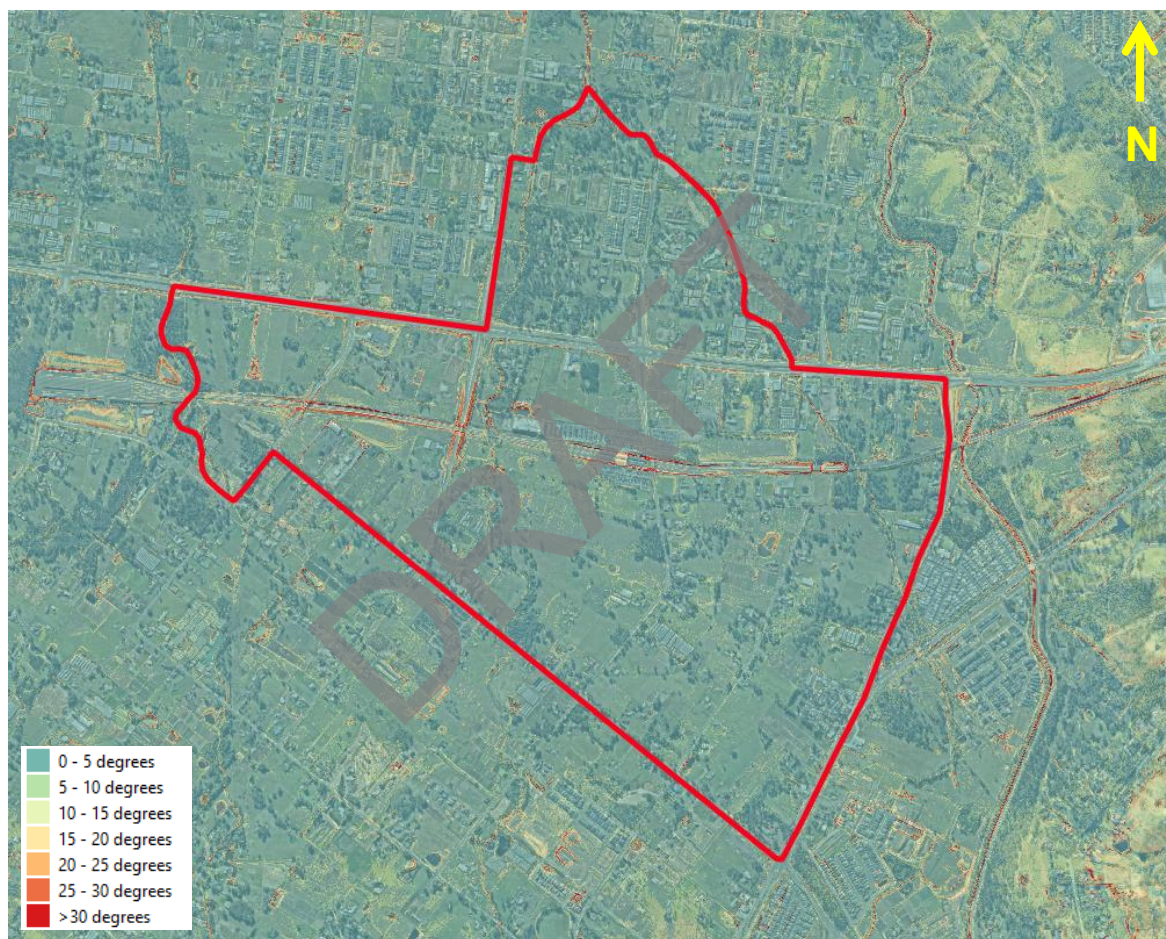 N
DRAFT
0 - 5 degrees
5 - 10 degrees
10 - 15 degrees
15 - 20 degrees
20 - 25 degrees
25 - 30 degrees
>30 degrees